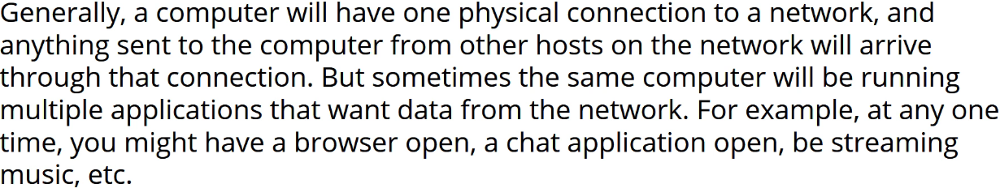 Generally, a computer will have one physical connection to a network, and
anything sent to the computer from other hosts on the network will arrive
through that connection. But sometimes the same computer will be running
multiple applications that want data from the network. For example, at any one
time, you might have a browser open, a chat application open, be streaming
music, etc.